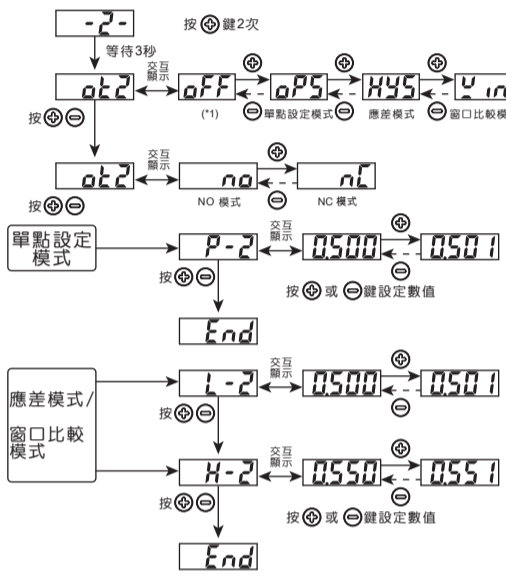 -2-
按 ⊕ 鍵2次
等待3秒
ot2 交互顯示 oFF ⊕ oPS ⊕ HYS ⊕ Win
(*1) ⊖ 單點設定模式 ⊖ 應差模式 ⊖ 窗口比較模
按 ⊕ ⊖
ot2 交互顯示 no ⊕ nC
NO 模式 ⊖ NC 模式
按 ⊕ ⊖
單點設定
模式
P-2 交互顯示 0.500 ⊕ 0.501
⊖
按 ⊕ ⊖
按 ⊕ 或 ⊖ 鍵設定數值
End
應差模式/
窗口比較
模式
L-2 交互顯示 0.500 ⊕ 0.501
⊖
按 ⊕ ⊖
H-2 交互顯示 0.550 ⊕ 0.551
⊖
按 ⊕ ⊖
按 ⊕ 或 ⊖ 鍵設定數值
End